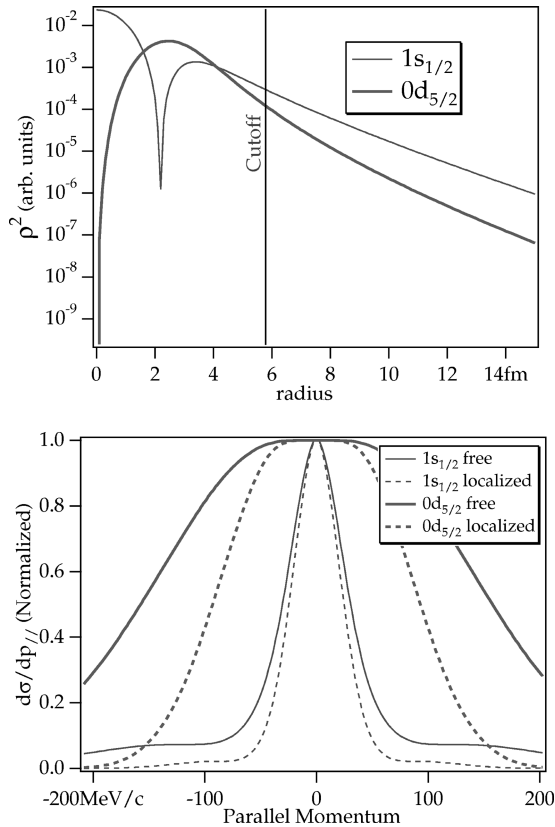 10⁻²
10⁻³
10⁻⁴
10⁻⁵
10⁻⁶
10⁻⁷
10⁻⁸
10⁻⁹
ρ² (arb. units)
Cutoff
1s₁/₂
0d₅/₂
0 2 4 6 8 10 12 14fm
radius
1.0
0.8
0.6
0.4
0.2
0.0
dσ/dp// (Normalized)
1s₁/₂ free
1s₁/₂ localized
0d₅/₂ free
0d₅/₂ localized
-200MeV/c -100 0 100 200
Parallel Momentum